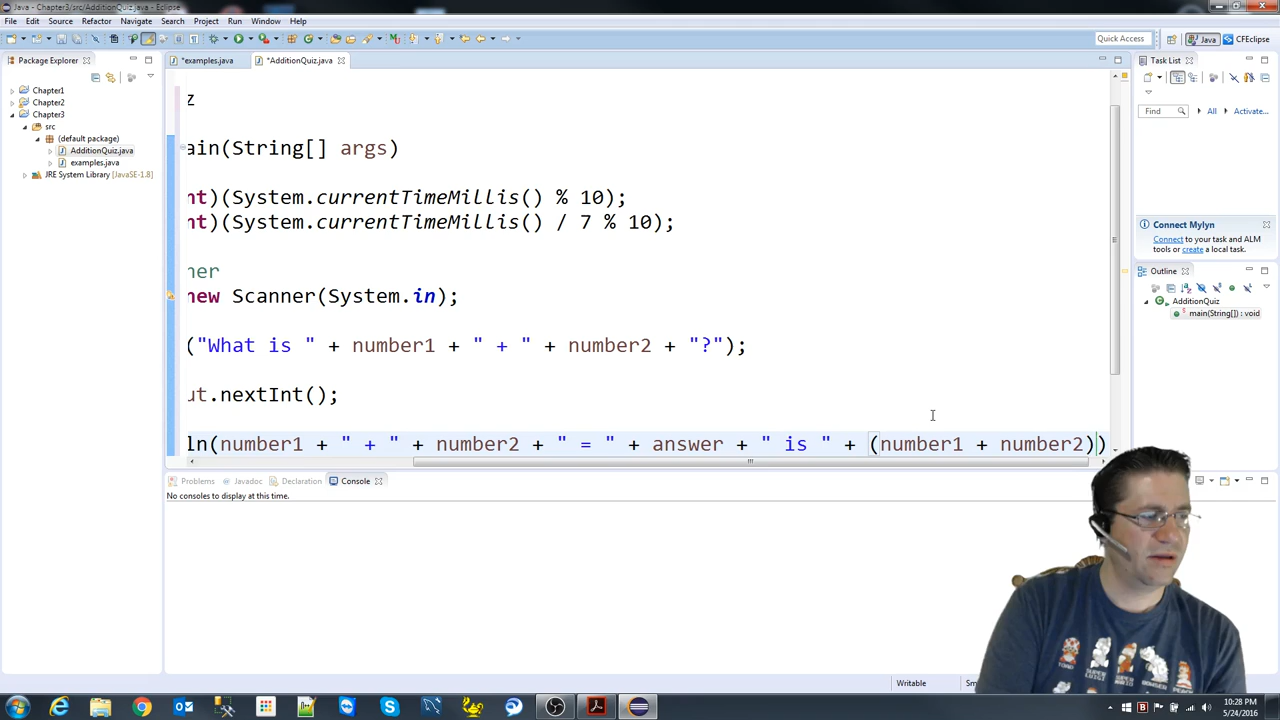 Java - Chapter3/src/AdditionQuiz.java - Eclipse
File Edit Source Refactor Navigate Search Project Run Window Help
Quick Access
Java
CFEclipse
Package Explorer
*examples.java
*AdditionQuiz.java
Task List
Chapter1
Chapter2
Chapter3
src
(default package)
AdditionQuiz.java
examples.java
JRE System Library [JavaSE-1.8]
z
ain(String[] args)
nt)(System.currentTimeMillis() % 10);
nt)(System.currentTimeMillis() / 7 % 10);
ner
new Scanner(System.in);
("What is " + number1 + " + " + number2 + "?");
ut.nextInt();
ln(number1 + " + " + number2 + " = " + answer + " is " + (number1 + number2))
Find
All
Activate...
Connect Mylyn
Connect to your task and ALM
tools or create a local task.
Outline
AdditionQuiz
main(String[]) : void
Problems Javadoc Declaration Console
No consoles to display at this time.
Writable
10:28 PM
5/24/2016